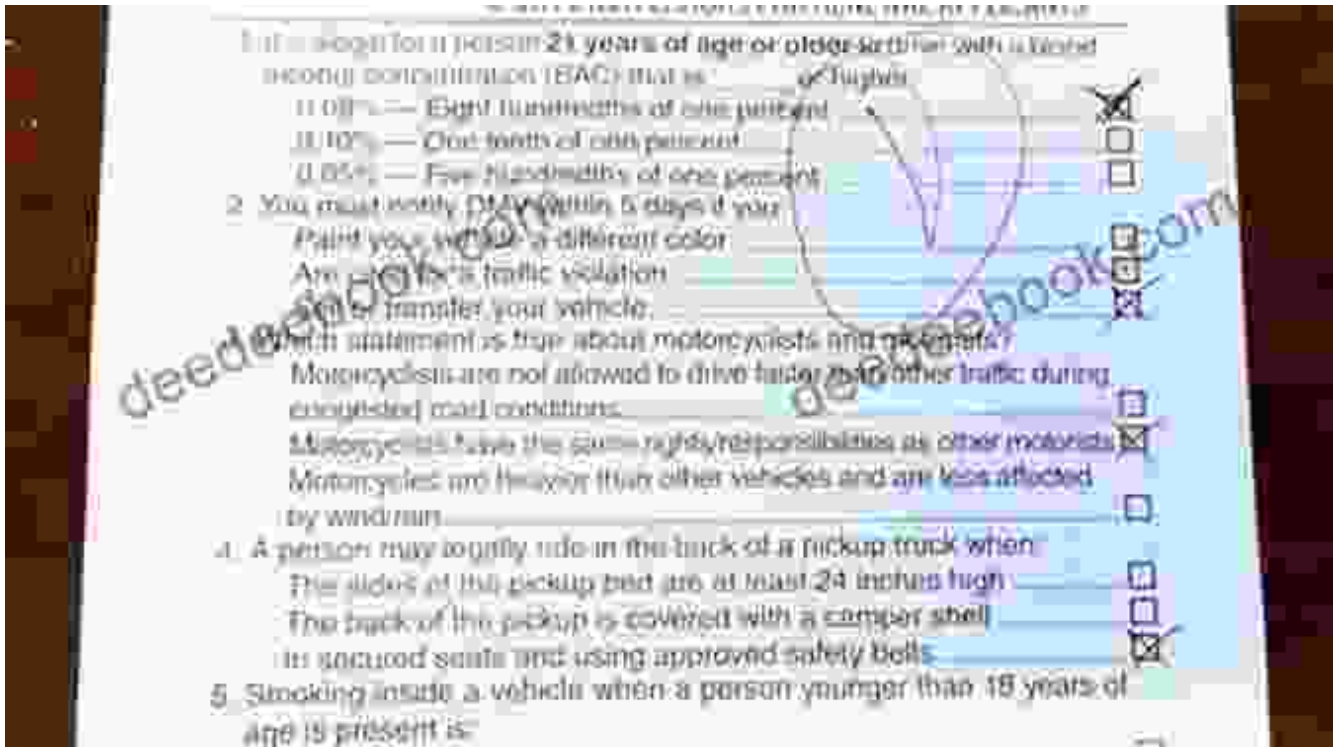 for a person 21 years of age or older to drive with a blood
alcohol concentration (BAC) that is or higher
0.08% — Eight hundredths of one percent
0.10% — One tenth of one percent
0.05% — Five hundredths of one percent
2. You must notify DMV within 5 days if you
Paint your vehicle a different color
Are cited for a traffic violation
Sell or transfer your vehicle.
Which statement is true about motorcyclists and motorists?
Motorcyclists are not allowed to drive faster than other traffic during
congested road conditions.
Motorcyclists have the same rights/responsibilities as other motorists.
Motorcycles are heavier than other vehicles and are less affected
by wind/rain.
4. A person may legally ride in the back of a pickup truck when:
The sides of the pickup bed are at least 24 inches high
The back of the pickup is covered with a camper shell
In secured seats and using approved safety belts
5. Smoking inside a vehicle when a person younger than 18 years of
age is present is:
deedeebook.com
deedeebook.com